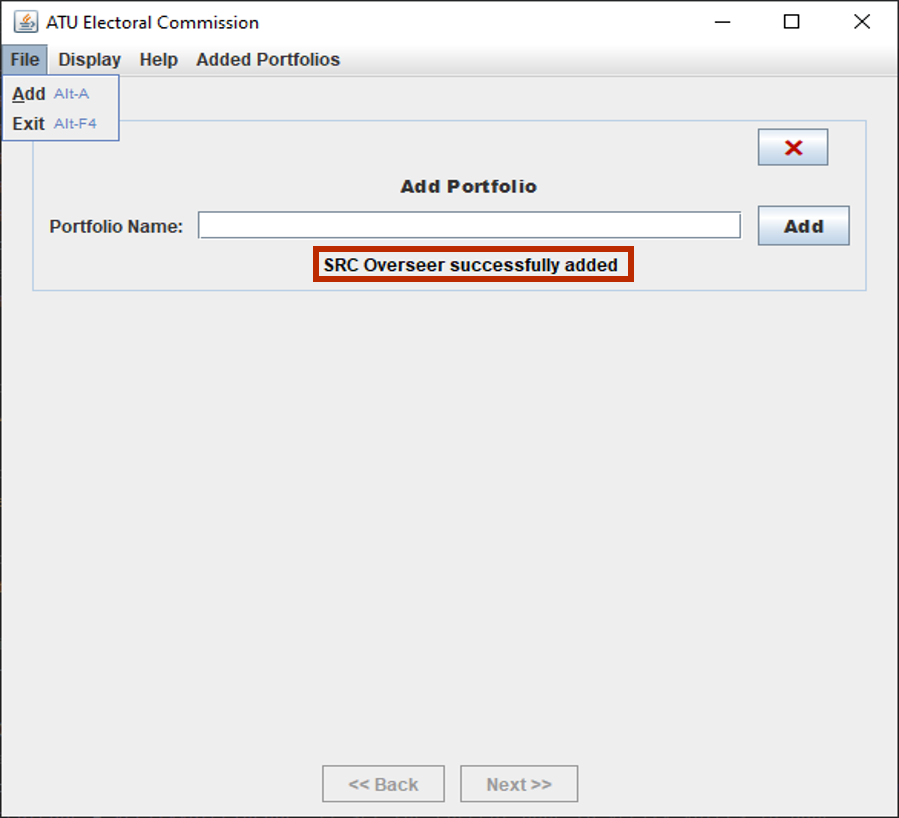 ATU Electoral Commission
File Display Help Added Portfolios
Add Alt-A
Exit Alt-F4
Add Portfolio
Portfolio Name: Add
SRC Overseer successfully added
<< Back Next >>